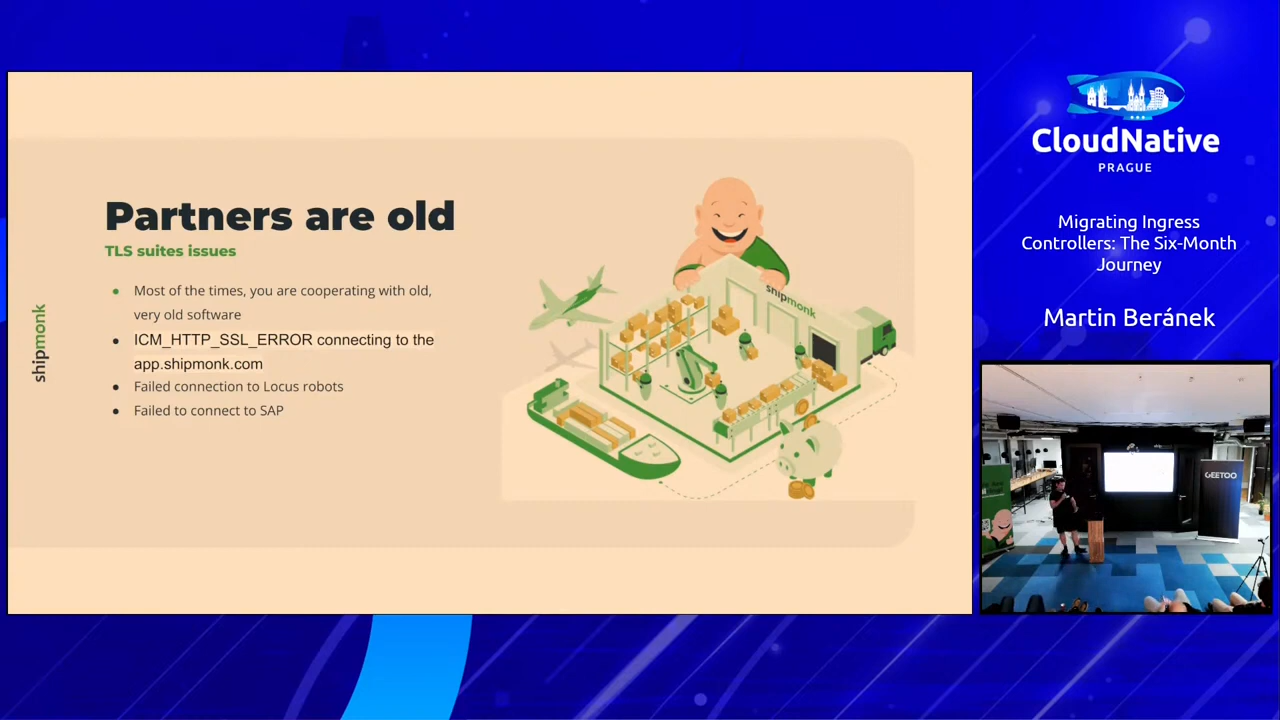 Partners are old
TLS suites issues
Most of the times, you are cooperating with old,
very old software
ICM_HTTP_SSL_ERROR connecting to the
app.shipmonk.com
Failed connection to Locus robots
Failed to connect to SAP
shipmonk
shipmonk
CloudNative
PRAGUE
Migrating Ingress
Controllers: The Six-Month
Journey
Martin Beránek
GEETOO